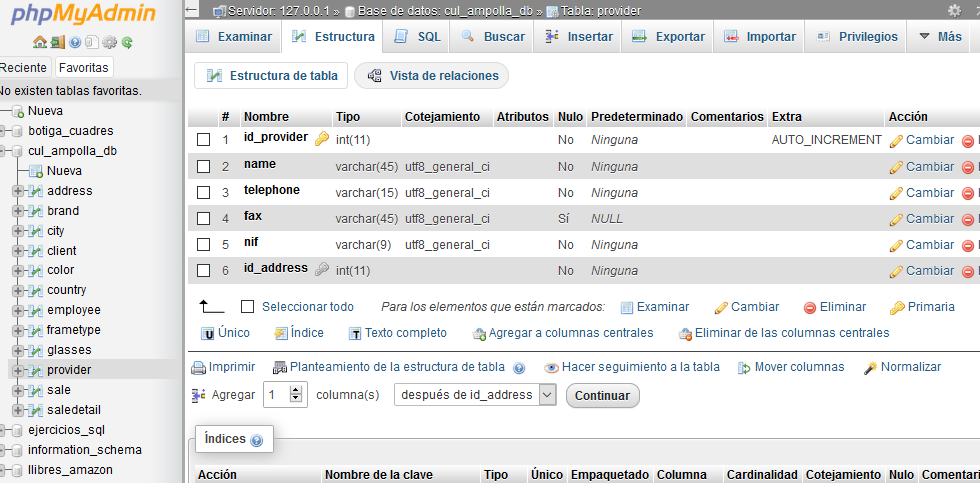 phpMyAdmin
Reciente Favoritas
No existen tablas favoritas.
Nueva
botiga_cuadres
cul_ampolla_db
Nueva
address
brand
city
client
color
country
employee
frametype
glasses
provider
sale
saledetail
ejercicios_sql
information_schema
llibres_amazon
Servidor: 127.0.0.1 » Base de datos: cul_ampolla_db » Tabla: provider
Examinar Estructura SQL Buscar Insertar Exportar Importar Privilegios Más
Estructura de tabla Vista de relaciones
# Nombre Tipo Cotejamiento Atributos Nulo Predeterminado Comentarios Extra Acción
1 id_provider int(11) No Ninguna AUTO_INCREMENT Cambiar
2 name varchar(45) utf8_general_ci No Ninguna Cambiar
3 telephone varchar(15) utf8_general_ci No Ninguna Cambiar
4 fax varchar(45) utf8_general_ci Sí NULL Cambiar
5 nif varchar(9) utf8_general_ci No Ninguna Cambiar
6 id_address int(11) No Ninguna Cambiar
Seleccionar todo Para los elementos que están marcados: Examinar Cambiar Eliminar Primaria
Único Índice Texto completo Agregar a columnas centrales Eliminar de las columnas centrales
Imprimir Planteamiento de la estructura de tabla Hacer seguimiento a la tabla Mover columnas Normalizar
Agregar 1 columna(s) después de id_address Continuar
Índices
Acción Nombre de la clave Tipo Único Empaquetado Columna Cardinalidad Cotejamiento Nulo Comentari